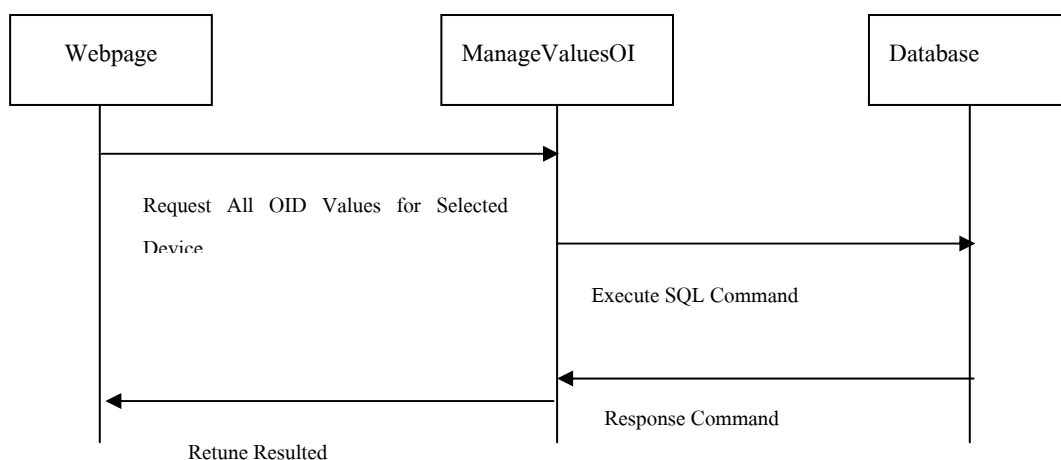 Webpage
ManageValuesOI
Database
Request All OID Values for Selected
Device
Execute SQL Command
Response Command
Retune Resulted